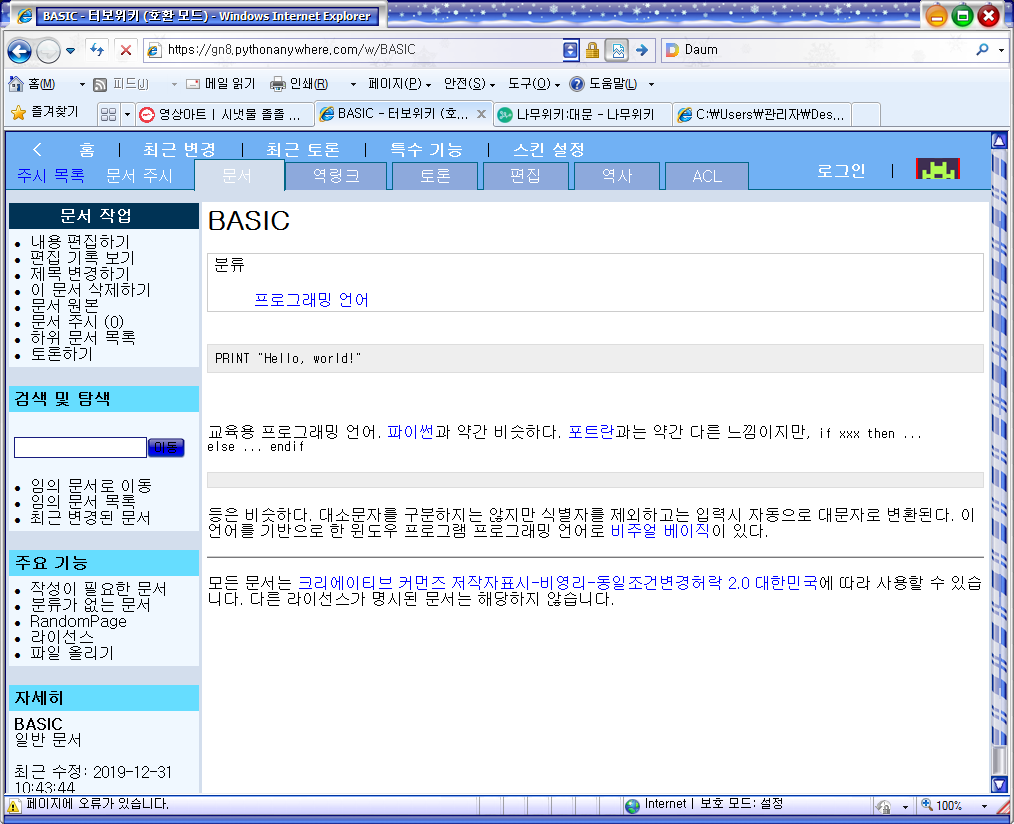 BASIC - 터보위키 (호환 모드) - Windows Internet Explorer
https://gn8.pythonanywhere.com/w/BASIC
Daum
홈(M) 피드(J) 메일 읽기 인쇄(R) 페이지(P) 안전(S) 도구(O) 도움말(L)
즐겨찾기 영상아트 | 시냇물 졸졸 ... BASIC - 터보위키 (호... X 나무위키:대문 - 나무위키 C:₩Users₩관리자₩Des...
홈 | 최근 변경 | 최근 토론 | 특수 기능 | 스킨 설정
주시 목록 문서 주시 문서 역링크 토론 편집 역사 ACL
로그인 |
문서 작업
내용 편집하기
편집 기록 보기
제목 변경하기
이 문서 삭제하기
문서 원본
문서 주시 (0)
하위 문서 목록
토론하기
검색 및 탐색
이동
임의 문서로 이동
임의 문서 목록
최근 변경된 문서
주요 기능
작성이 필요한 문서
분류가 없는 문서
RandomPage
라이선스
파일 올리기
자세히
BASIC
일반 문서
최근 수정: 2019-12-31
10:43:44
BASIC
분류
프로그래밍 언어
PRINT "Hello, world!"
교육용 프로그래밍 언어. 파이썬과 약간 비슷하다. 포트란과는 약간 다른 느낌이지만, if xxx then ...
else ... endif
등은 비슷하다. 대소문자를 구분하지는 않지만 식별자를 제외하고는 입력시 자동으로 대문자로 변환된다. 이
언어를 기반으로 한 윈도우 프로그램 프로그래밍 언어로 비주얼 베이직이 있다.
모든 문서는 크리에이티브 커먼즈 저작자표시-비영리-동일조건변경허락 2.0 대한민국에 따라 사용할 수 있습
니다. 다른 라이선스가 명시된 문서는 해당하지 않습니다.
페이지에 오류가 있습니다.
Internet | 보호 모드: 설정
100%